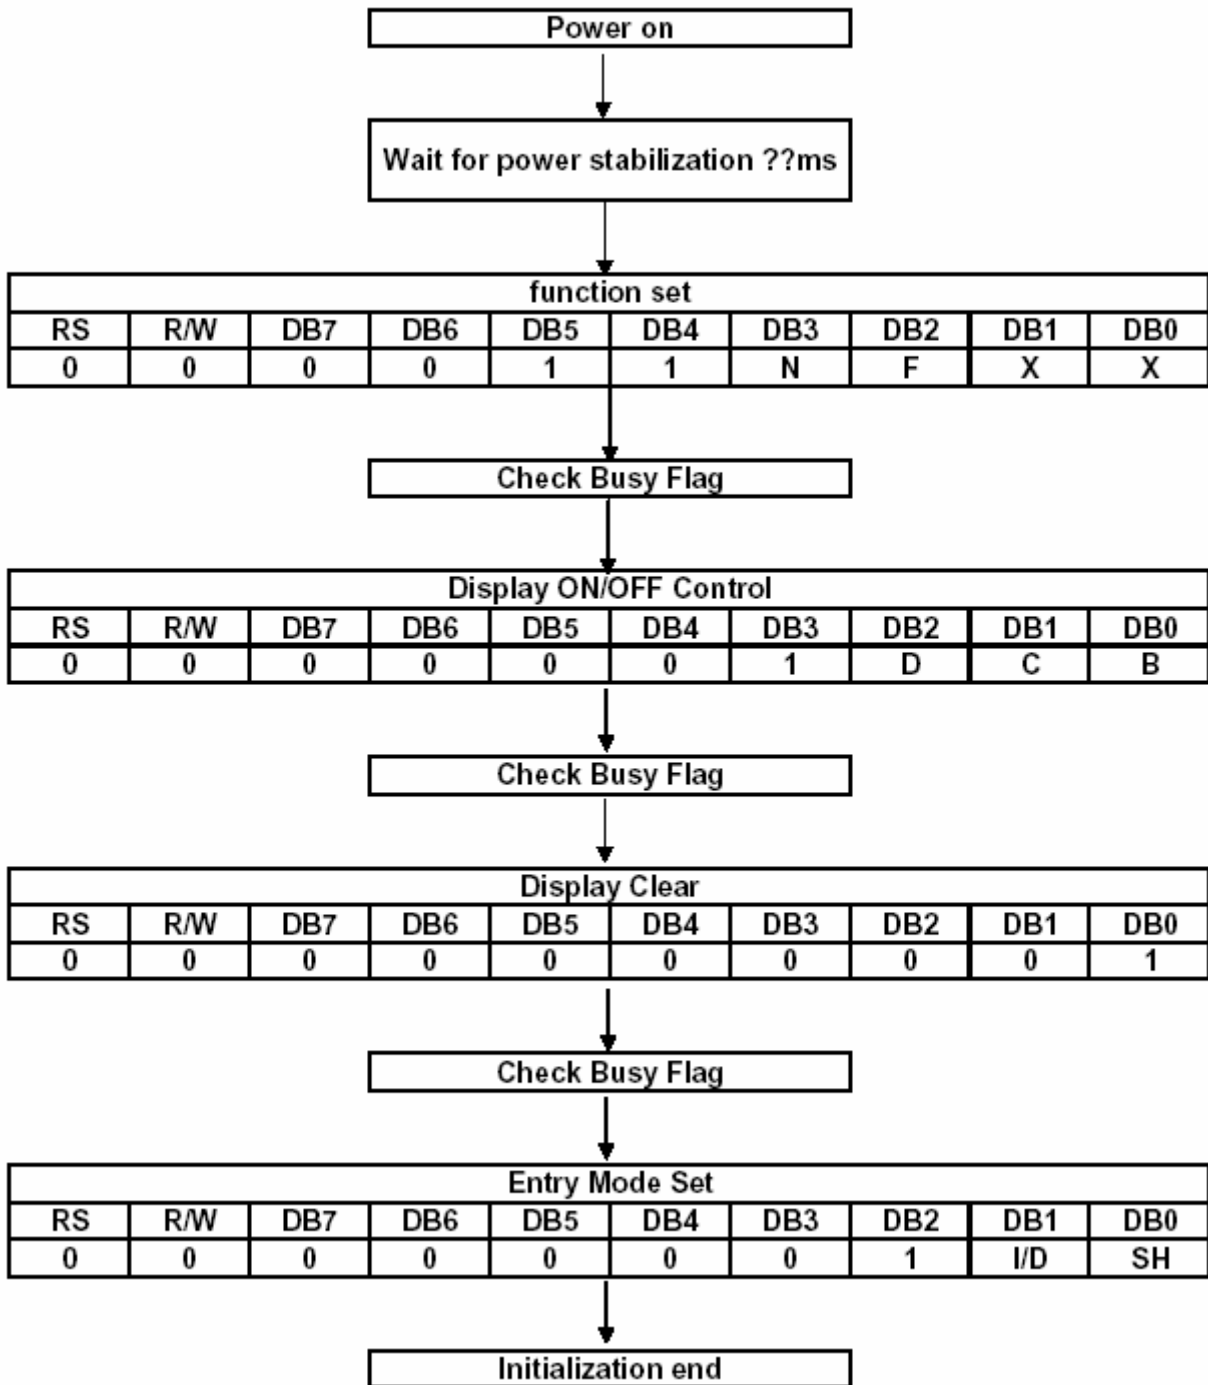 Power on
Wait for power stabilization ??ms
function set
RS R/W DB7 DB6 DB5 DB4 DB3 DB2 DB1 DB0
0 0 0 0 1 1 N F X X
Check Busy Flag
Display ON/OFF Control
RS R/W DB7 DB6 DB5 DB4 DB3 DB2 DB1 DB0
0 0 0 0 0 0 1 D C B
Check Busy Flag
Display Clear
RS R/W DB7 DB6 DB5 DB4 DB3 DB2 DB1 DB0
0 0 0 0 0 0 0 0 0 1
Check Busy Flag
Entry Mode Set
RS R/W DB7 DB6 DB5 DB4 DB3 DB2 DB1 DB0
0 0 0 0 0 0 0 1 I/D SH
Initialization end